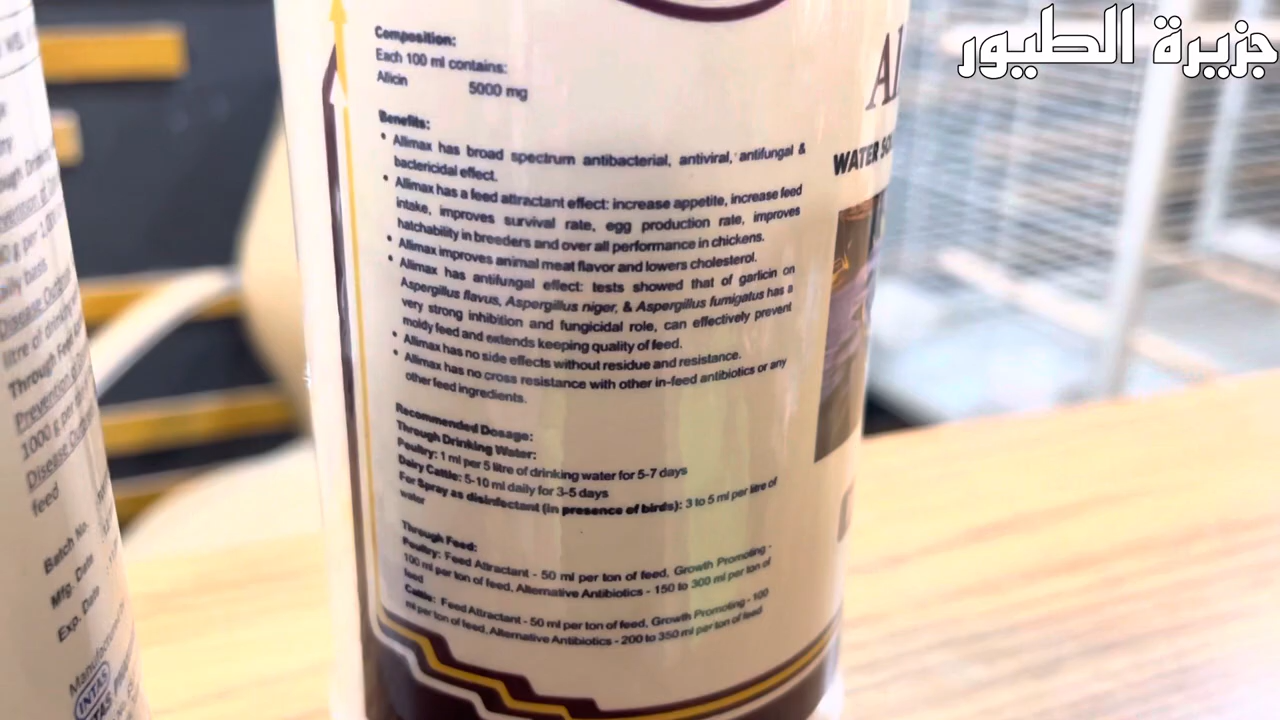 جزيرة الطيور
Composition:
Each 100 ml contains:
Allicin 5000 mg
Benefits:
• Allimax has broad spectrum antibacterial, antiviral, antifungal &
bactericidal effect.
• Allimax has a feed attractant effect: increase appetite, increase feed
intake, improves survival rate, egg production rate, improves
hatchability in breeders and over all performance in chickens.
• Allimax improves animal meat flavor and lowers cholesterol.
• Allimax has antifungal effect: tests showed that of garlicin on
Aspergillus flavus, Aspergillus niger, & Aspergillus fumigatus has a
very strong inhibition and fungicidal role, can effectively prevent
moldy feed and extends keeping quality of feed.
• Allimax has no side effects without residue and resistance.
• Allimax has no cross resistance with other in-feed antibiotics or any
other feed ingredients.
Recommended Dosage:
Through Drinking Water:
Poultry: 1 ml per 5 litre of drinking water for 5-7 days
Dairy Cattle: 5-10 ml daily for 3-5 days
For Spray as disinfectant (in presence of birds): 3 to 5 ml per litre of
water
Through Feed:
Poultry: Feed Attractant - 50 ml per ton of feed, Growth Promoting -
100 ml per ton of feed, Alternative Antibiotics - 150 to 300 ml per ton of
feed
Cattle: Feed Attractant - 50 ml per ton of feed, Growth Promoting - 100
ml per ton of feed, Alternative Antibiotics - 200 to 350 ml per ton of feed
Al
WATER SO
litre of
Through Fe
Prevention
1000 g per
Disease
feed
Batch No.
Mfg. Date
Exp. Date
INTAS